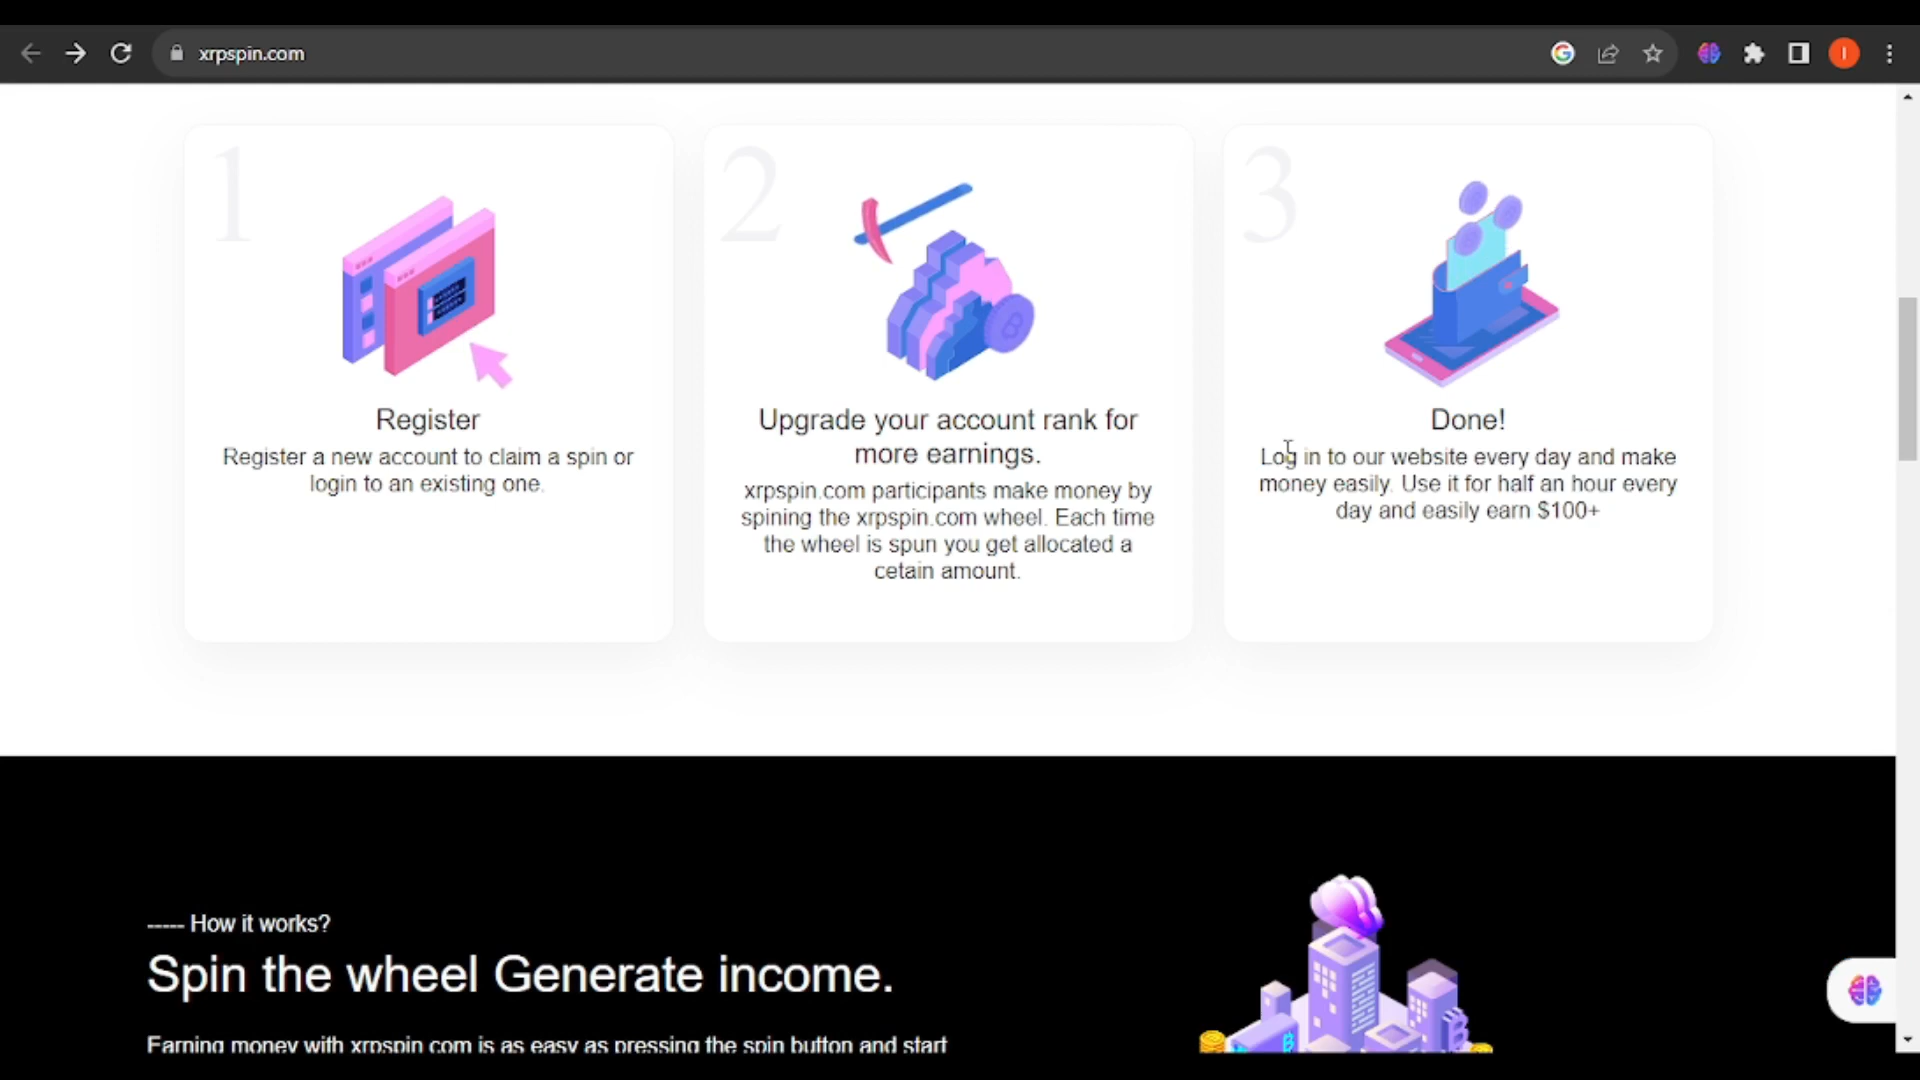 xrpspin.com
I
1
2
3
Register
Register a new account to claim a spin or
login to an existing one.
Upgrade your account rank for
more earnings.
xrpspin.com participants make money by
spining the xrpspin.com wheel. Each time
the wheel is spun you get allocated a
cetain amount.
Done!
Log in to our website every day and make
money easily. Use it for half an hour every
day and easily earn $100+
----- How it works?
Spin the wheel Generate income.
Earning money with xrpspin.com is as easy as pressing the spin button and start